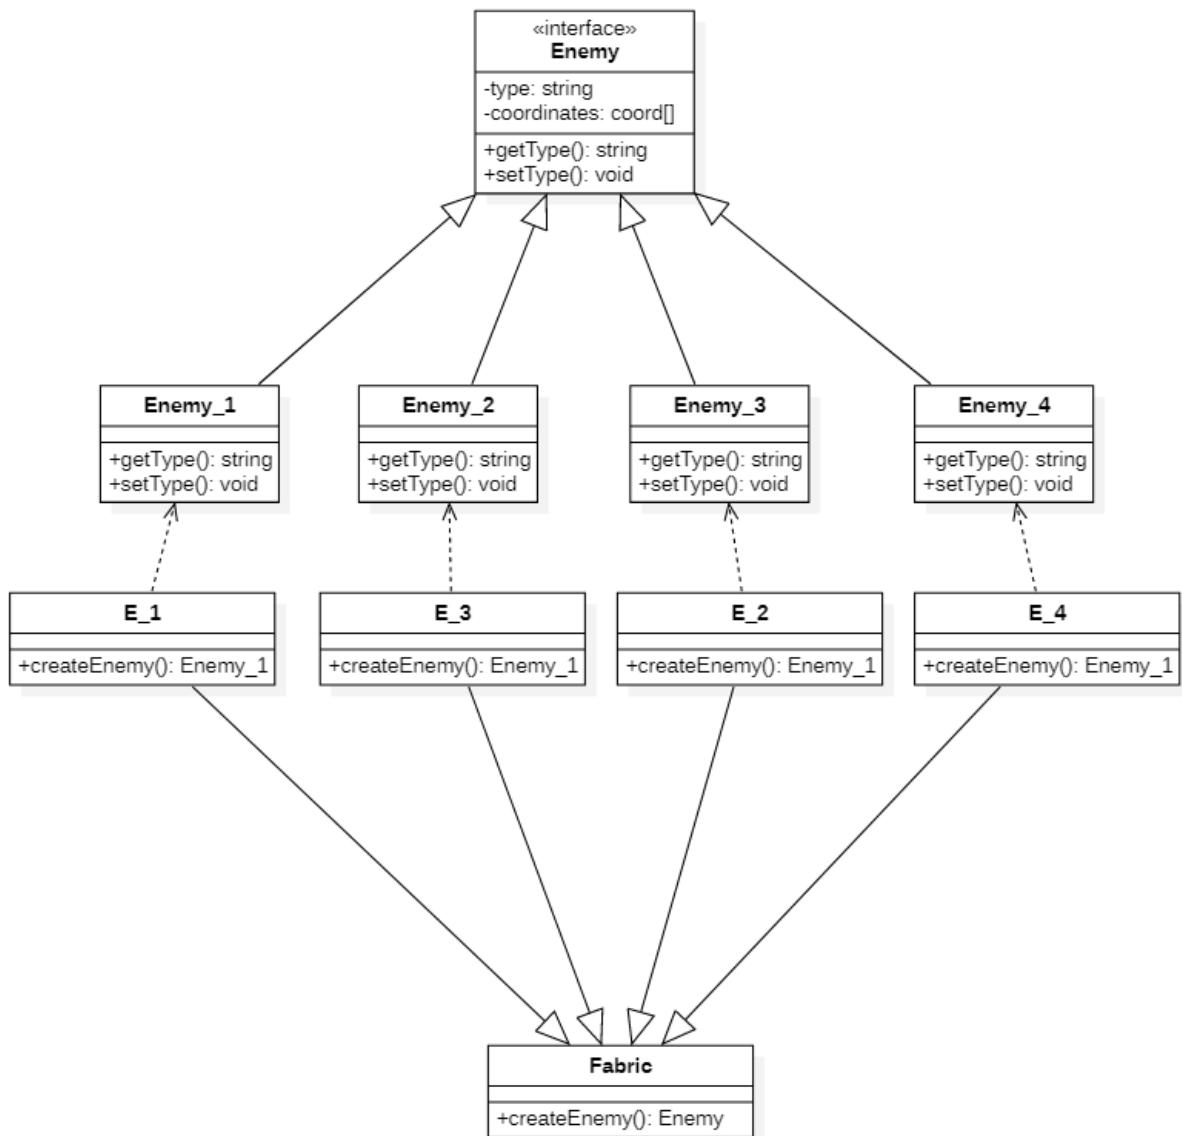 «interface»
Enemy
-type: string
-coordinates: coord[]
+getType(): string
+setType(): void
Enemy_1
+getType(): string
+setType(): void
Enemy_2
+getType(): string
+setType(): void
Enemy_3
+getType(): string
+setType(): void
Enemy_4
+getType(): string
+setType(): void
E_1
+createEnemy(): Enemy_1
E_3
+createEnemy(): Enemy_1
E_2
+createEnemy(): Enemy_1
E_4
+createEnemy(): Enemy_1
Fabric
+createEnemy(): Enemy